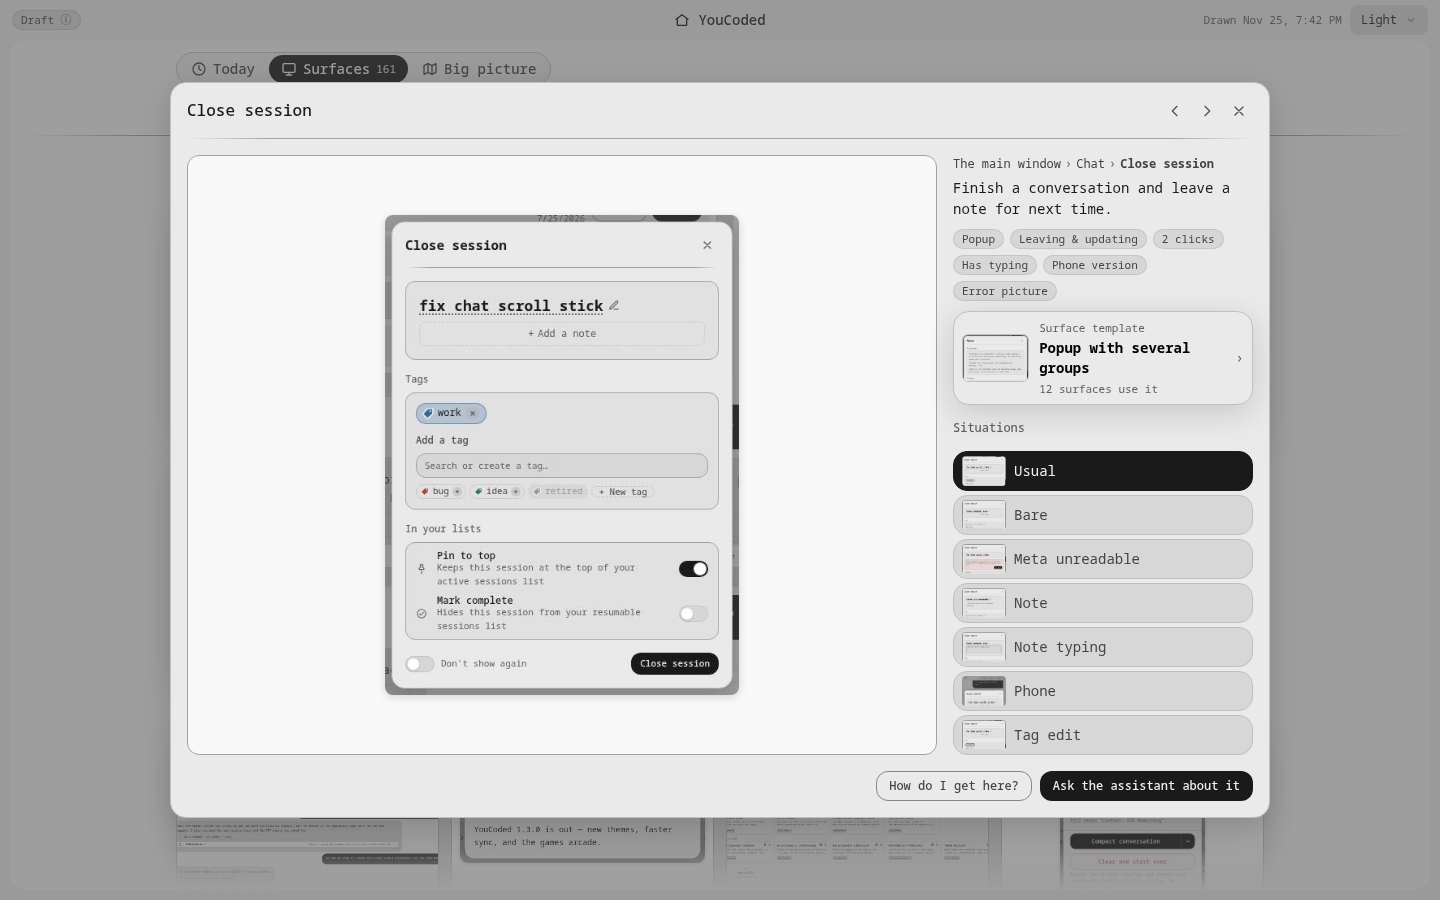 Draft
YouCoded
Drawn Nov 25, 7:42 PM
Light
Today
Surfaces 161
Big picture
Close session
7/25/2026
Close session
fix chat scroll stick
+ Add a note
Tags
work ×
Add a tag
Search or create a tag…
bug
idea
retired
+ New tag
In your lists
Pin to top
Keeps this session at the top of your
active sessions list
Mark complete
Hides this session from your resumable
sessions list
Don't show again
Close session
The main window › Chat › Close session
Finish a conversation and leave a
note for next time.
Popup
Leaving & updating
2 clicks
Has typing
Phone version
Error picture
Surface template
Popup with several
groups
12 surfaces use it
Situations
Usual
Bare
Meta unreadable
Note
Note typing
Phone
Tag edit
How do I get here?
Ask the assistant about it
YouCoded 1.3.0 is out — new themes, faster
sync, and the games arcade.
Compact conversation
Clear and start over